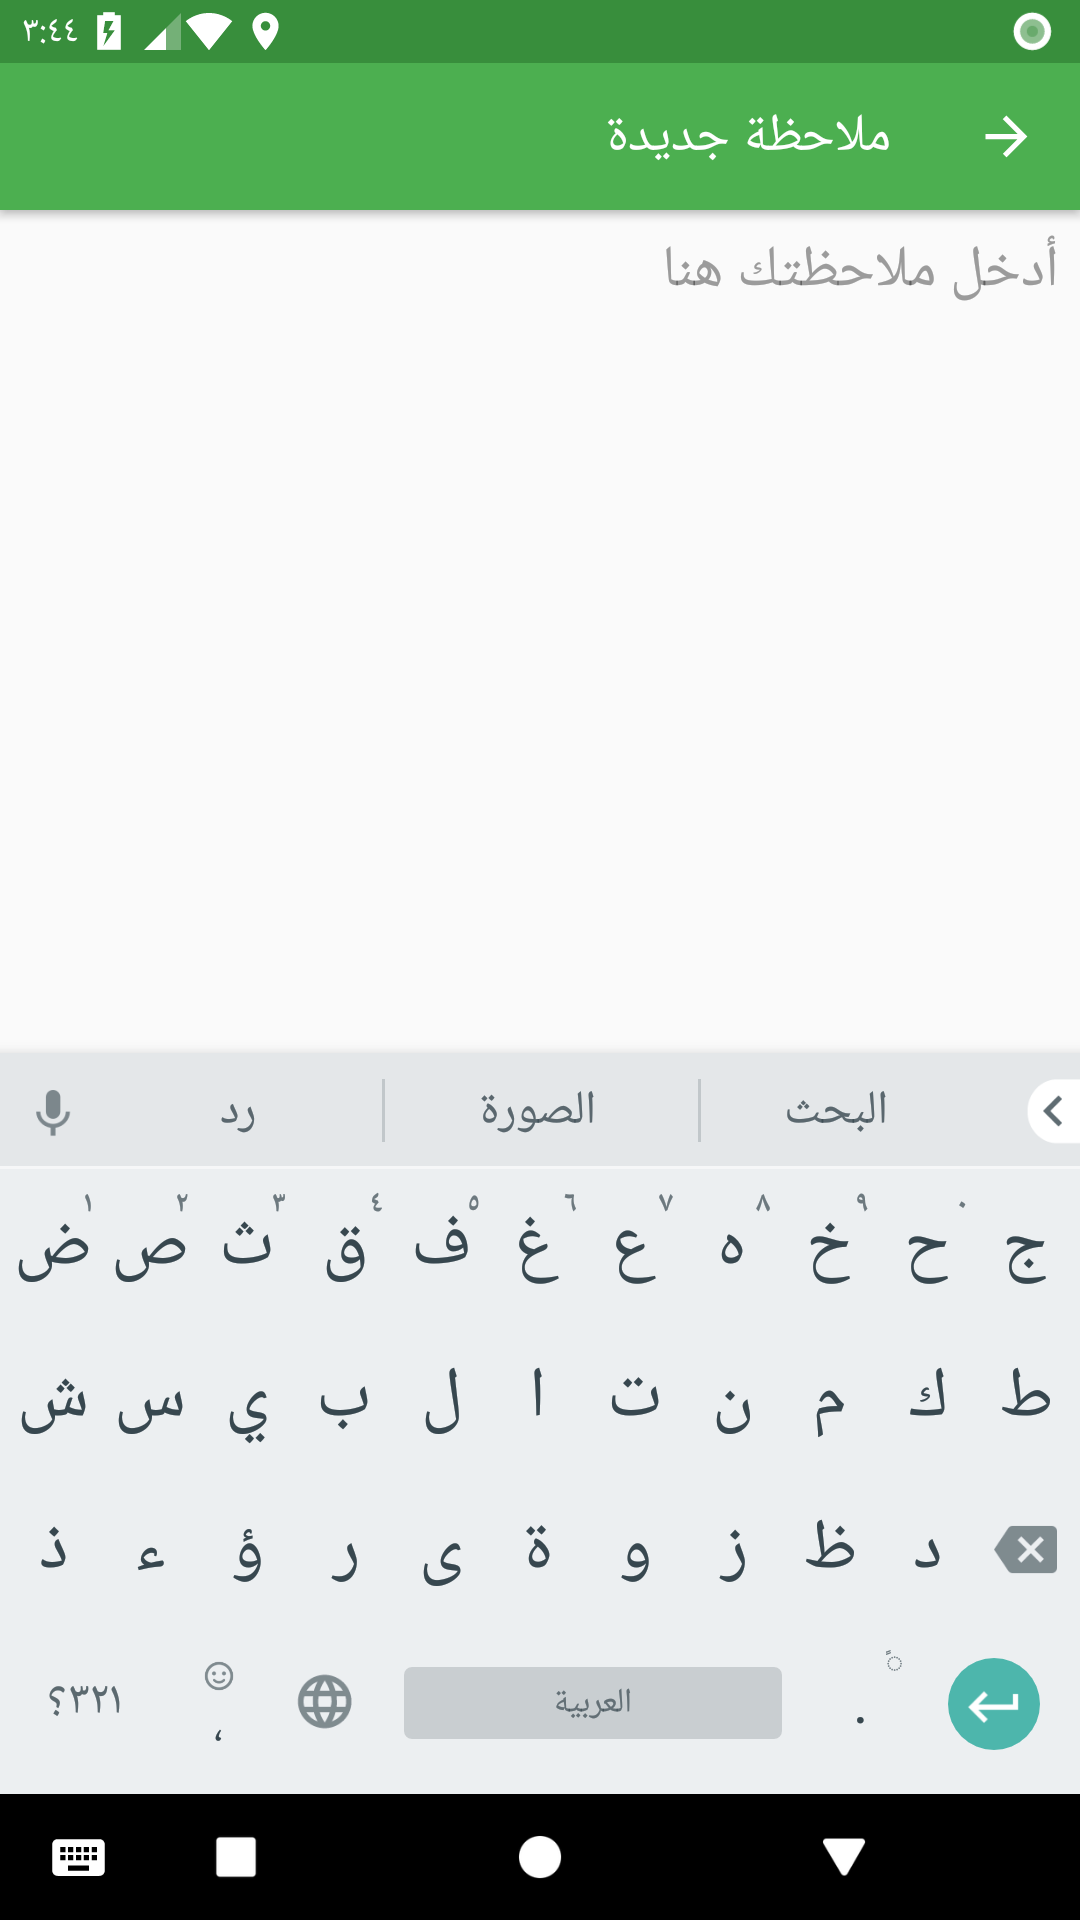 ٣:٤٤
ملاحظة جديدة
أدخل ملاحظتك هنا
رد الصورة البحث
١ ٢ ٣ ٤ ٥ ٦ ٧ ٨ ٩ ٠
ض ص ث ق ف غ ع ه خ ح ج
ش س ي ب ل ا ت ن م ك ط
ذ ء ؤ ر ى ة و ز ظ د
٣٢١؟ ، العربية .